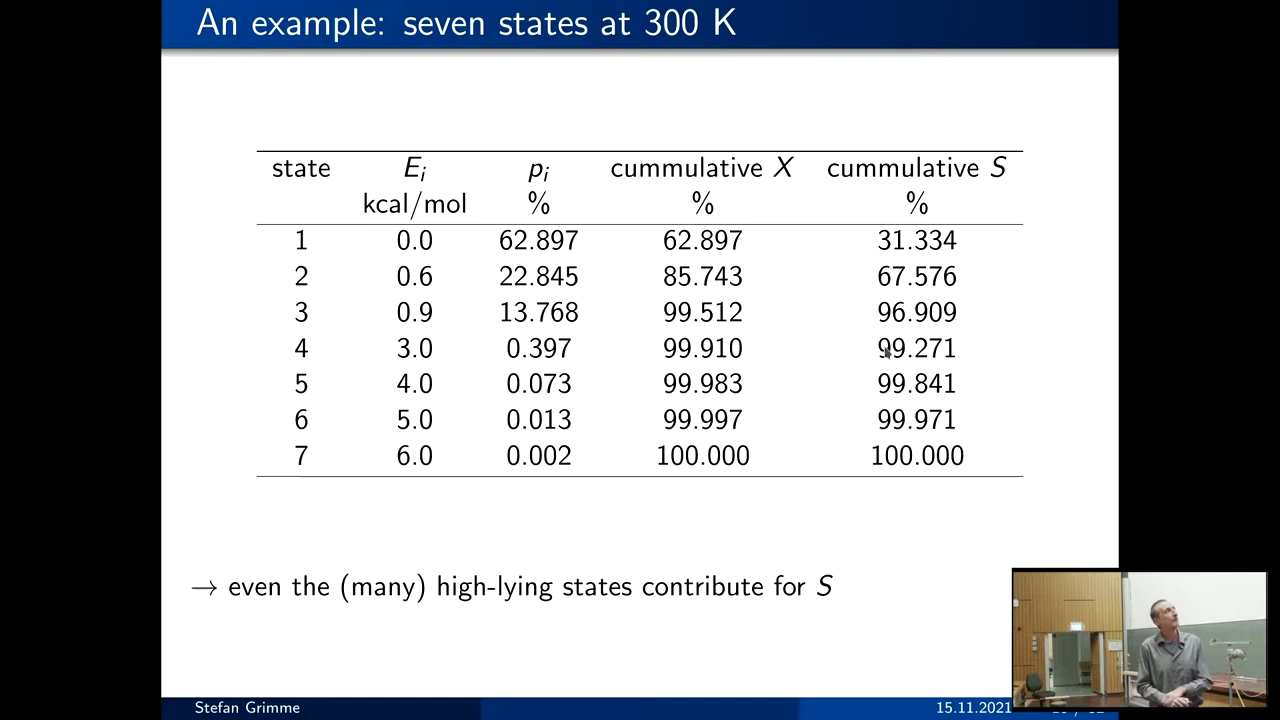 An example: seven states at 300 K
state E_i p_i cummulative X cummulative S
kcal/mol % % %
1 0.0 62.897 62.897 31.334
2 0.6 22.845 85.743 67.576
3 0.9 13.768 99.512 96.909
4 3.0 0.397 99.910 99.271
5 4.0 0.073 99.983 99.841
6 5.0 0.013 99.997 99.971
7 6.0 0.002 100.000 100.000
→ even the (many) high-lying states contribute for S
Stefan Grimme 15.11.2021